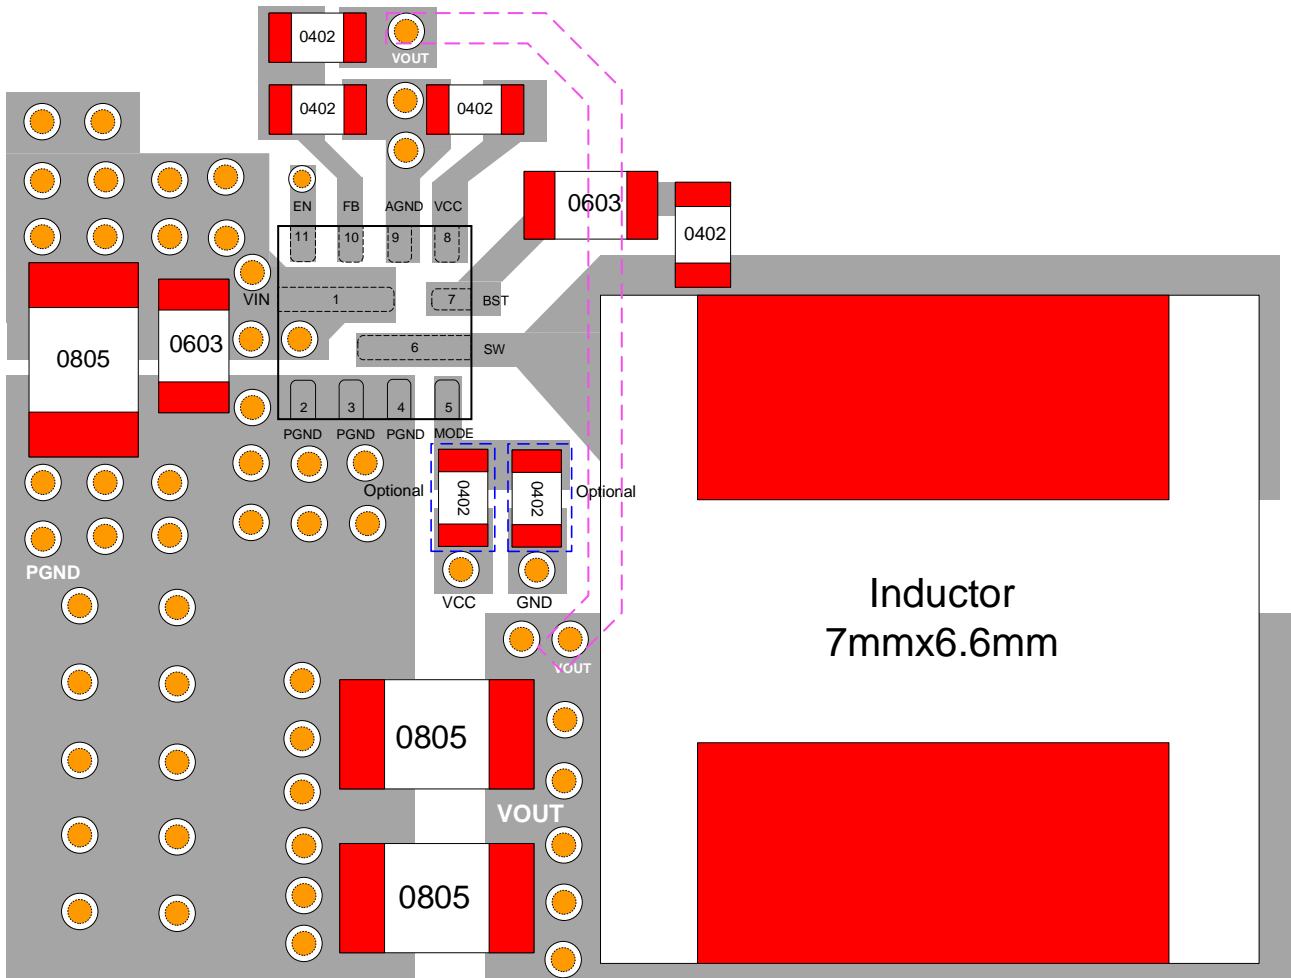 0402
VOUT
0402
0402
EN
FB
AGND
VCC
0603
0402
11
10
9
8
VIN
1
7
BST
0805
0603
6
SW
2
3
4
5
PGND
PGND
PGND
MODE
Optional
0402
0402
Optional
PGND
VCC
GND
Inductor
7mmx6.6mm
VOUT
0805
VOUT
0805